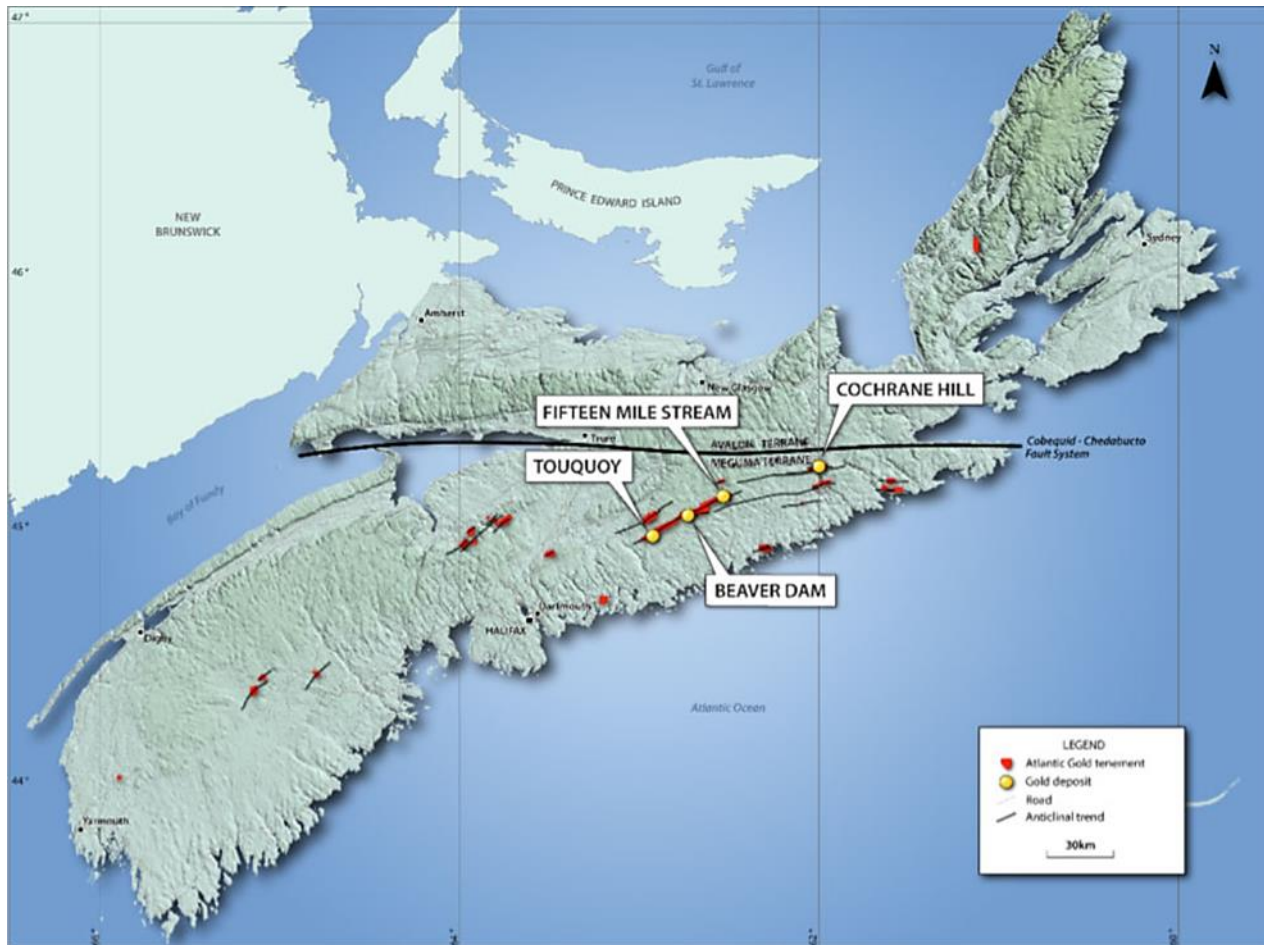 47°
N
Gulf of
St. Lawrence
PRINCE EDWARD ISLAND
NEW
BRUNSWICK
Sydney
46°
Amherst
New Glasgow
COCHRANE HILL
FIFTEEN MILE STREAM
Truro
AVALON TERRANE
MEGUMA TERRANE
Cobequid - Chedabucto
Fault System
TOUQUOY
Bay of Fundy
45°
BEAVER DAM
Dartmouth
HALIFAX
Digby
Atlantic Ocean
LEGEND
Atlantic Gold tenement
Gold deposit
Road
Anticlinal trend
30km
44°
Yarmouth